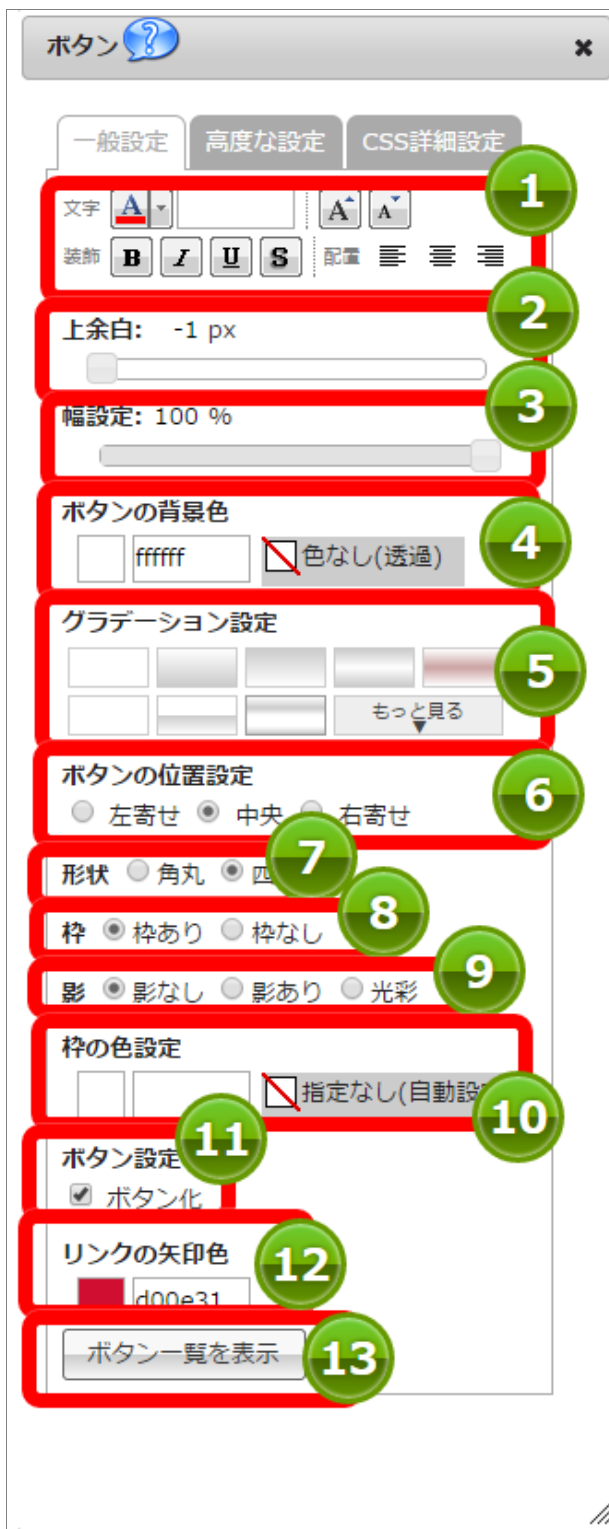 ボタン ?
一般設定 高度な設定 CSS詳細設定
1
文字 A A A
装飾 B I U S 配置
2
上余白: -1 px
3
幅設定: 100 %
ボタンの背景色
4
ffffff 色なし(透過)
グラデーション設定
5
もっと見る
ボタンの位置設定
6
左寄せ 中央 右寄せ
7
形状 角丸
8
枠 枠あり 枠なし
9
影 影なし 影あり 光彩
枠の色設定
指定なし(自動設
10
11
ボタン設定
ボタン化
リンクの矢印色
12
d00e31
ボタン一覧を表示
13